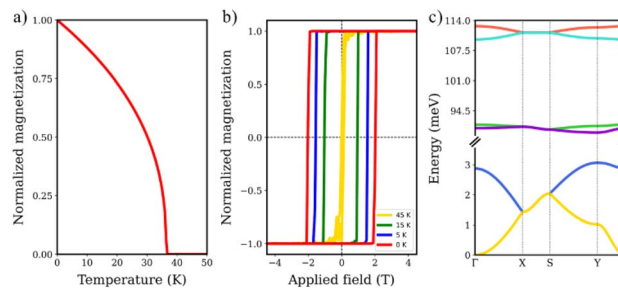 a)
Normalized magnetization
1.00
0.75
0.50
0.25
0.00
0 10 20 30 40 50
Temperature (K)
b)
Normalized magnetization
1.0
0.5
0.0
−0.5
−1.0
45 K
15 K
5 K
0 K
−4 −2 0 2 4
Applied field (T)
c)
Energy (meV)
114.0
107.5
101.0
94.5
3
2
1
0
Γ X S Y